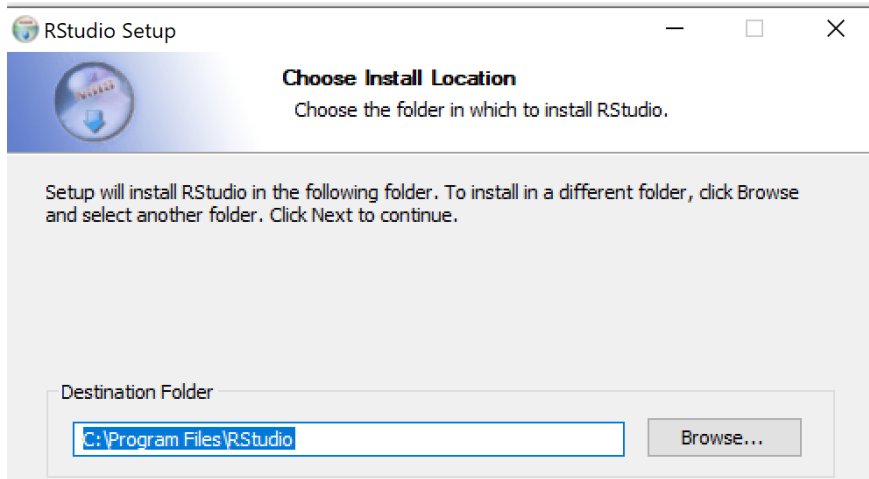 RStudio Setup
Choose Install Location
Choose the folder in which to install RStudio.
Setup will install RStudio in the following folder. To install in a different folder, click Browse
and select another folder. Click Next to continue.
Destination Folder
C:\Program Files\RStudio
Browse...